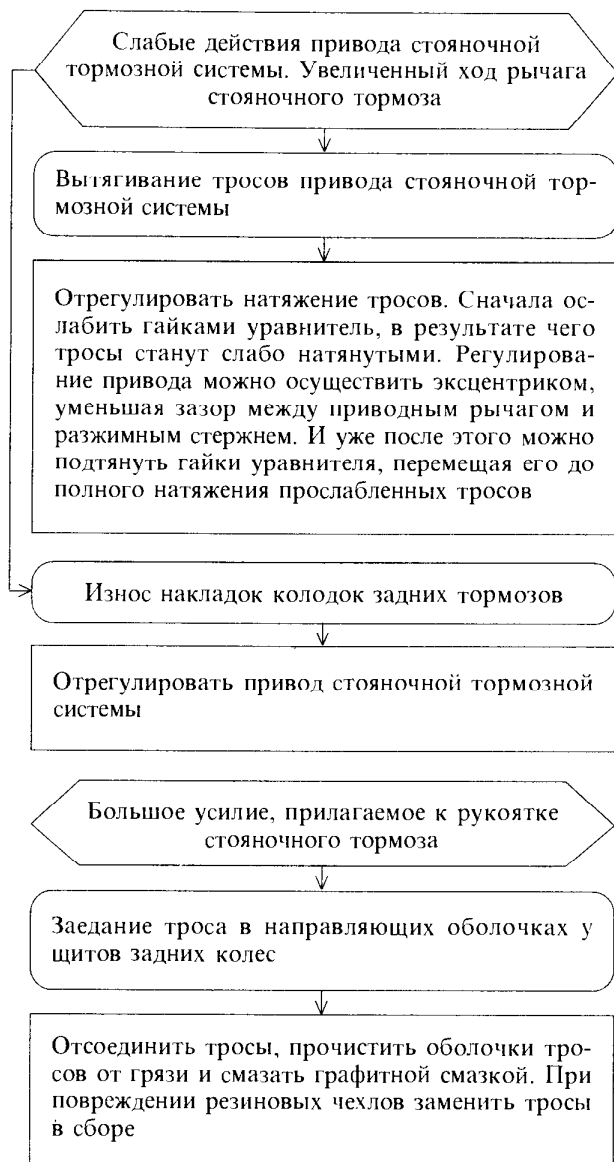 Слабые действия привода стояночной
тормозной системы. Увеличенный ход рычага
стояночного тормоза
Вытягивание тросов привода стояночной тор-
мозной системы
Отрегулировать натяжение тросов. Сначала ос-
лабить гайками уравнитель, в результате чего
тросы станут слабо натянутыми. Регулирова-
ние привода можно осуществить эксцентриком,
уменьшая зазор между приводным рычагом и
разжимным стержнем. И уже после этого можно
подтянуть гайки уравнителя, перемещая его до
полного натяжения прослабленных тросов
Износ накладок колодок задних тормозов
Отрегулировать привод стояночной тормозной
системы
Большое усилие, прилагаемое к рукоятке
стояночного тормоза
Заедание троса в направляющих оболочках у
щитов задних колес
Отсоединить тросы, прочистить оболочки тро-
сов от грязи и смазать графитной смазкой. При
повреждении резиновых чехлов заменить тросы
в сборе